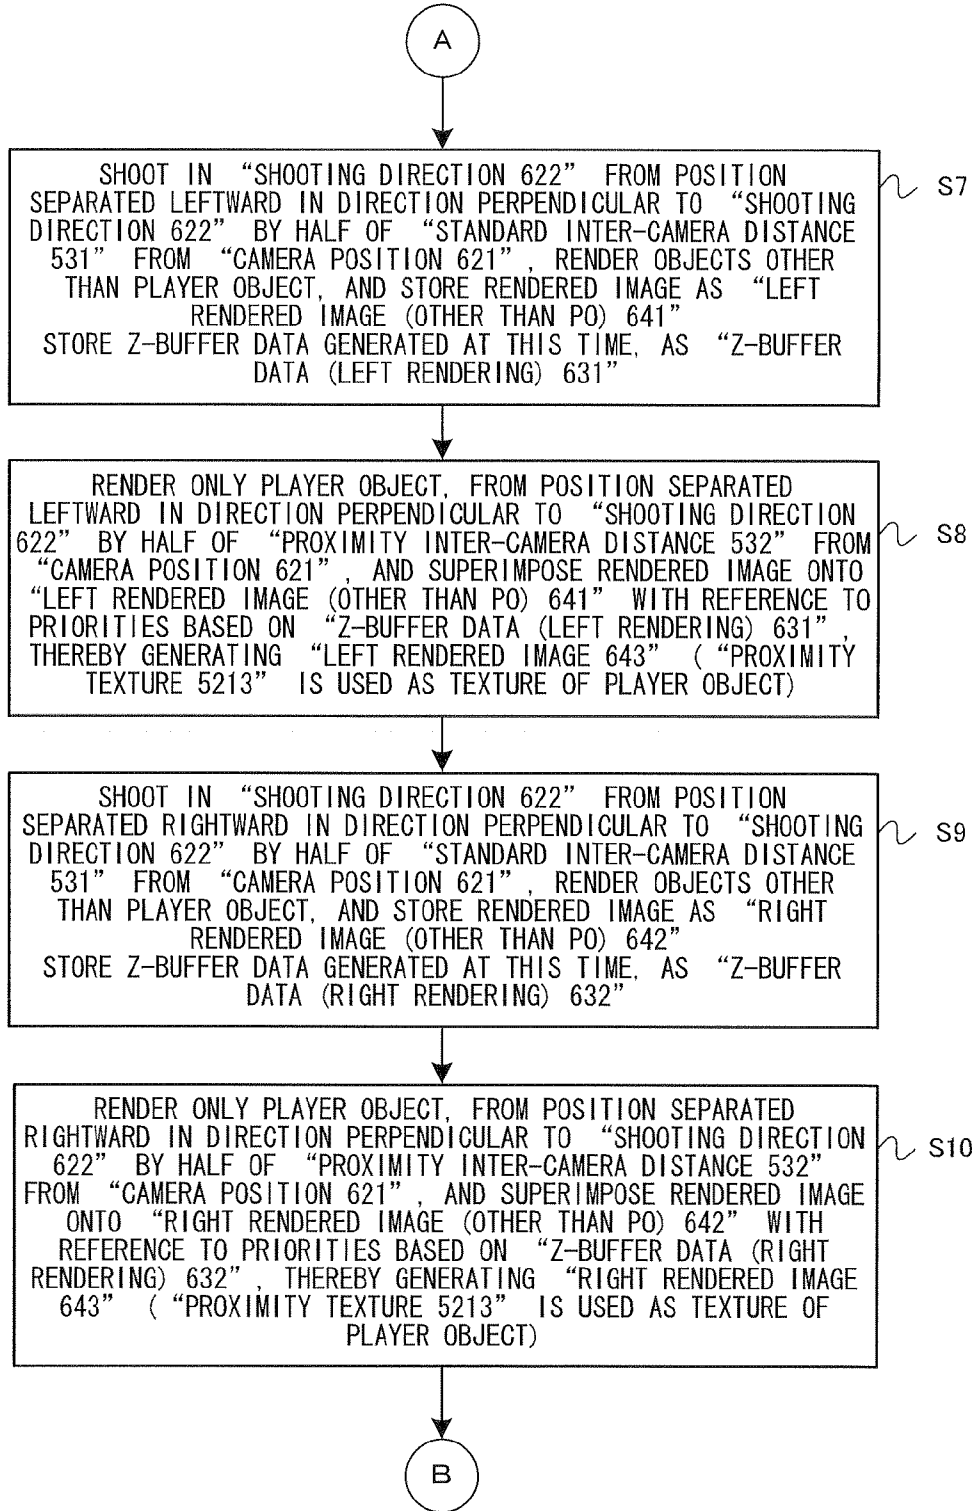 A
SHOOT IN “SHOOTING DIRECTION 622” FROM POSITION
SEPARATED LEFTWARD IN DIRECTION PERPENDICULAR TO “SHOOTING
DIRECTION 622” BY HALF OF “STANDARD INTER-CAMERA DISTANCE
531” FROM “CAMERA POSITION 621”, RENDER OBJECTS OTHER
THAN PLAYER OBJECT, AND STORE RENDERED IMAGE AS “LEFT
RENDERED IMAGE (OTHER THAN PO) 641”
STORE Z-BUFFER DATA GENERATED AT THIS TIME, AS “Z-BUFFER
DATA (LEFT RENDERING) 631”
S7
RENDER ONLY PLAYER OBJECT, FROM POSITION SEPARATED
LEFTWARD IN DIRECTION PERPENDICULAR TO “SHOOTING DIRECTION
622” BY HALF OF “PROXIMITY INTER-CAMERA DISTANCE 532” FROM
“CAMERA POSITION 621”, AND SUPERIMPOSE RENDERED IMAGE ONTO
“LEFT RENDERED IMAGE (OTHER THAN PO) 641” WITH REFERENCE TO
PRIORITIES BASED ON “Z-BUFFER DATA (LEFT RENDERING) 631”,
THEREBY GENERATING “LEFT RENDERED IMAGE 643” ( “PROXIMITY
TEXTURE 5213” IS USED AS TEXTURE OF PLAYER OBJECT)
S8
SHOOT IN “SHOOTING DIRECTION 622” FROM POSITION
SEPARATED RIGHTWARD IN DIRECTION PERPENDICULAR TO “SHOOTING
DIRECTION 622” BY HALF OF “STANDARD INTER-CAMERA DISTANCE
531” FROM “CAMERA POSITION 621”, RENDER OBJECTS OTHER
THAN PLAYER OBJECT, AND STORE RENDERED IMAGE AS “RIGHT
RENDERED IMAGE (OTHER THAN PO) 642”
STORE Z-BUFFER DATA GENERATED AT THIS TIME, AS “Z-BUFFER
DATA (RIGHT RENDERING) 632”
S9
RENDER ONLY PLAYER OBJECT, FROM POSITION SEPARATED
RIGHTWARD IN DIRECTION PERPENDICULAR TO “SHOOTING DIRECTION
622” BY HALF OF “PROXIMITY INTER-CAMERA DISTANCE 532”
FROM “CAMERA POSITION 621”, AND SUPERIMPOSE RENDERED IMAGE
ONTO “RIGHT RENDERED IMAGE (OTHER THAN PO) 642” WITH
REFERENCE TO PRIORITIES BASED ON “Z-BUFFER DATA (RIGHT
RENDERING) 632”, THEREBY GENERATING “RIGHT RENDERED IMAGE
643” ( “PROXIMITY TEXTURE 5213” IS USED AS TEXTURE OF
PLAYER OBJECT)
S10
B